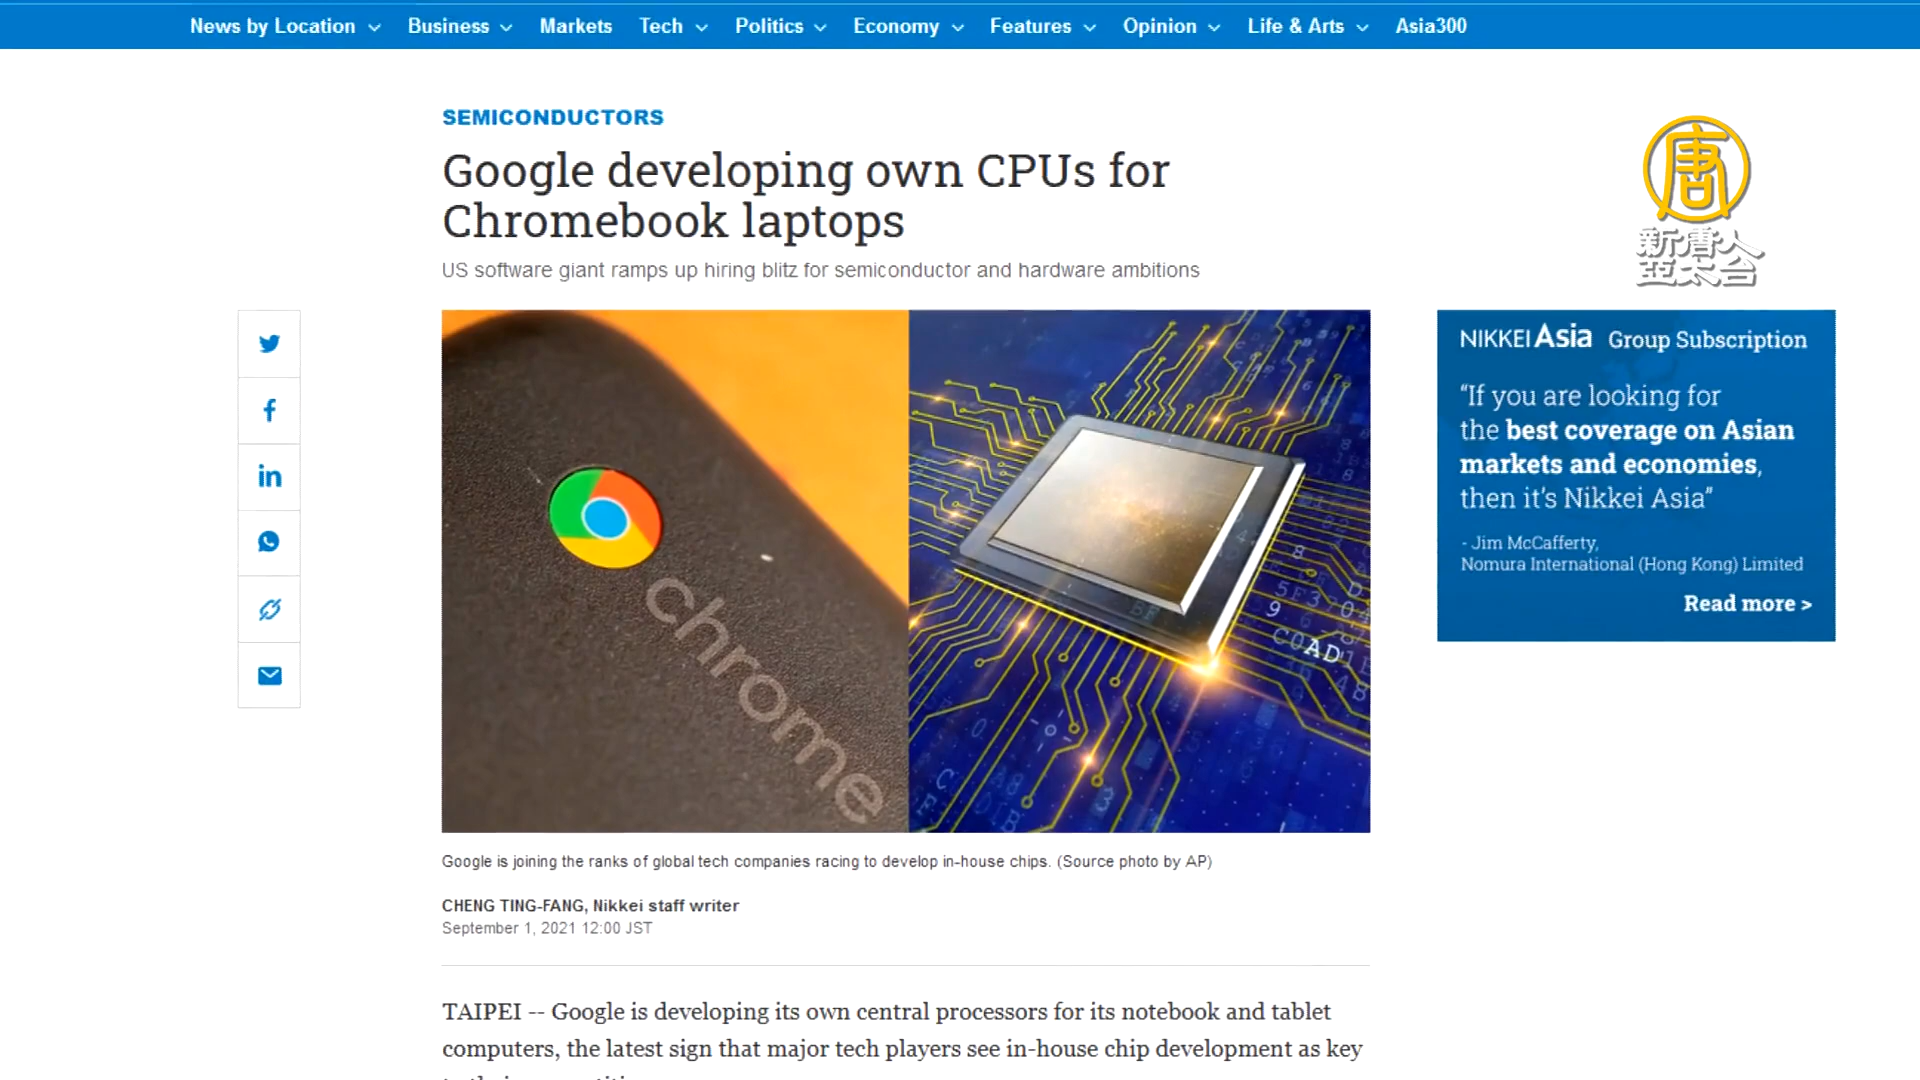 News by Location Business Markets Tech Politics Economy Features Opinion Life & Arts Asia300
SEMICONDUCTORS
Google developing own CPUs for
Chromebook laptops
US software giant ramps up hiring blitz for semiconductor and hardware ambitions
唐
新唐人
亞太台
chrome
NIKKEI Asia Group Subscription
“If you are looking for
the best coverage on Asian
markets and economies,
then it’s Nikkei Asia”
- Jim McCafferty,
Nomura International (Hong Kong) Limited
Read more >
Google is joining the ranks of global tech companies racing to develop in-house chips. (Source photo by AP)
CHENG TING-FANG, Nikkei staff writer
September 1, 2021 12:00 JST
TAIPEI -- Google is developing its own central processors for its notebook and tablet
computers, the latest sign that major tech players see in-house chip development as key